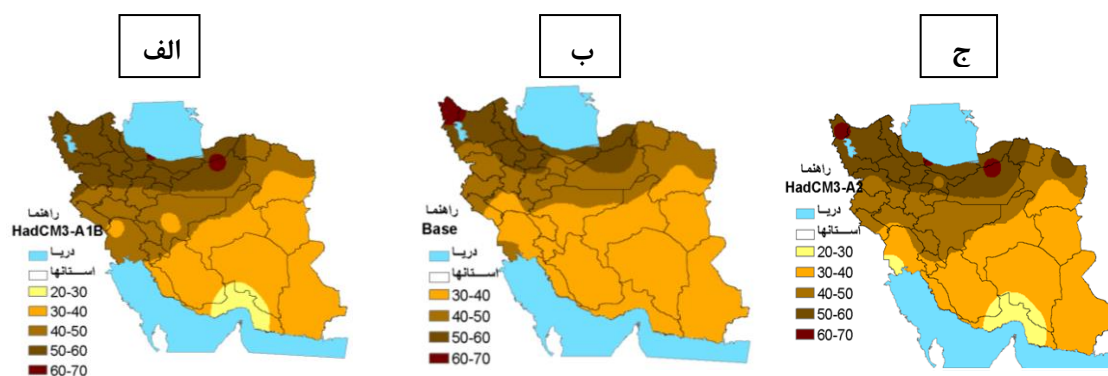 الف
ب
ج
راهنما
HadCM3-A1B
دریا
استانها
20-30
30-40
40-50
50-60
60-70
راهنما
Base
دریا
استانها
30-40
40-50
50-60
60-70
راهنما
HadCM3-A2
دریا
استانها
20-30
30-40
40-50
50-60
60-70